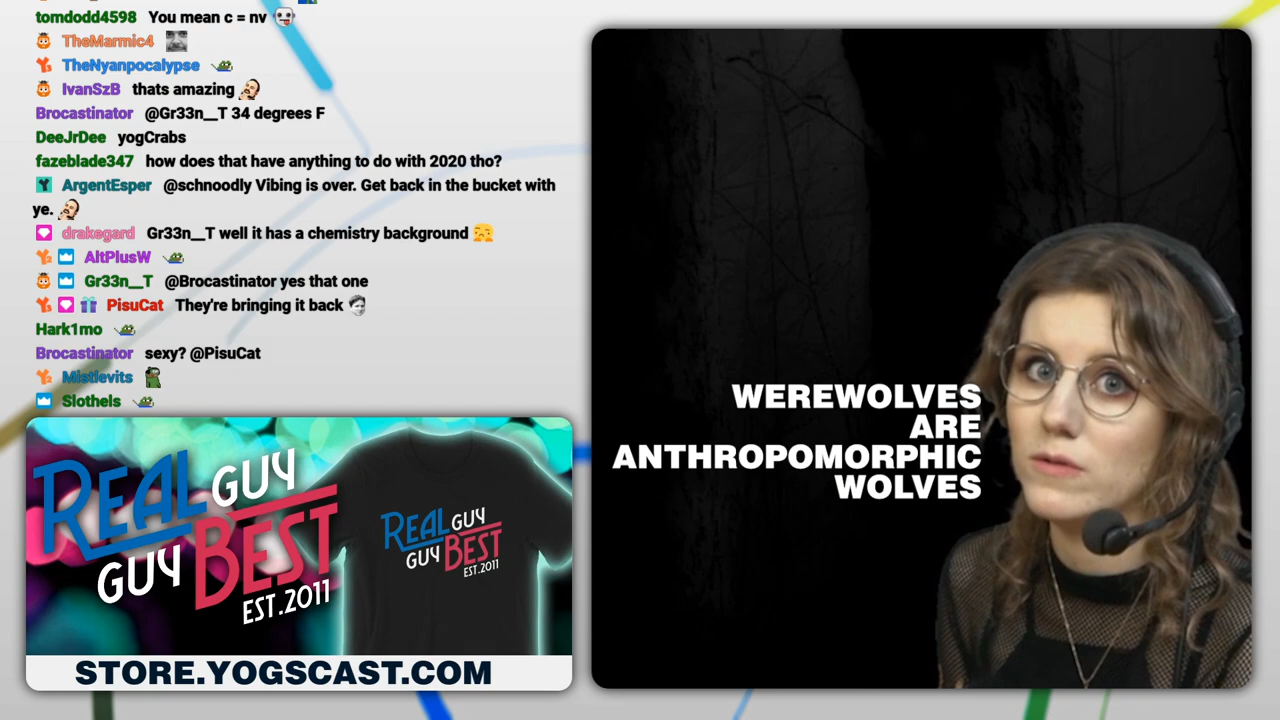 tomdodd4598 You mean c = nv
TheMarmic4
TheNyanpocalypse
IvanSzB thats amazing
Brocastinator @Gr33n__T 34 degrees F
DeeJrDee yogCrabs
fazeblade347 how does that have anything to do with 2020 tho?
ArgentEsper @schnoodly Vibing is over. Get back in the bucket with
ye.
drakegard Gr33n__T well it has a chemistry background
AltPlusW
Gr33n__T @Brocastinator yes that one
PisuCat They're bringing it back
Hark1mo
Brocastinator sexy? @PisuCat
Mistievits
Slotheis
REAL GUY
GUY BEST
EST.2011
REAL GUY
GUY BEST
EST.2011
STORE.YOGSCAST.COM
WEREWOLVES
ARE
ANTHROPOMORPHIC
WOLVES